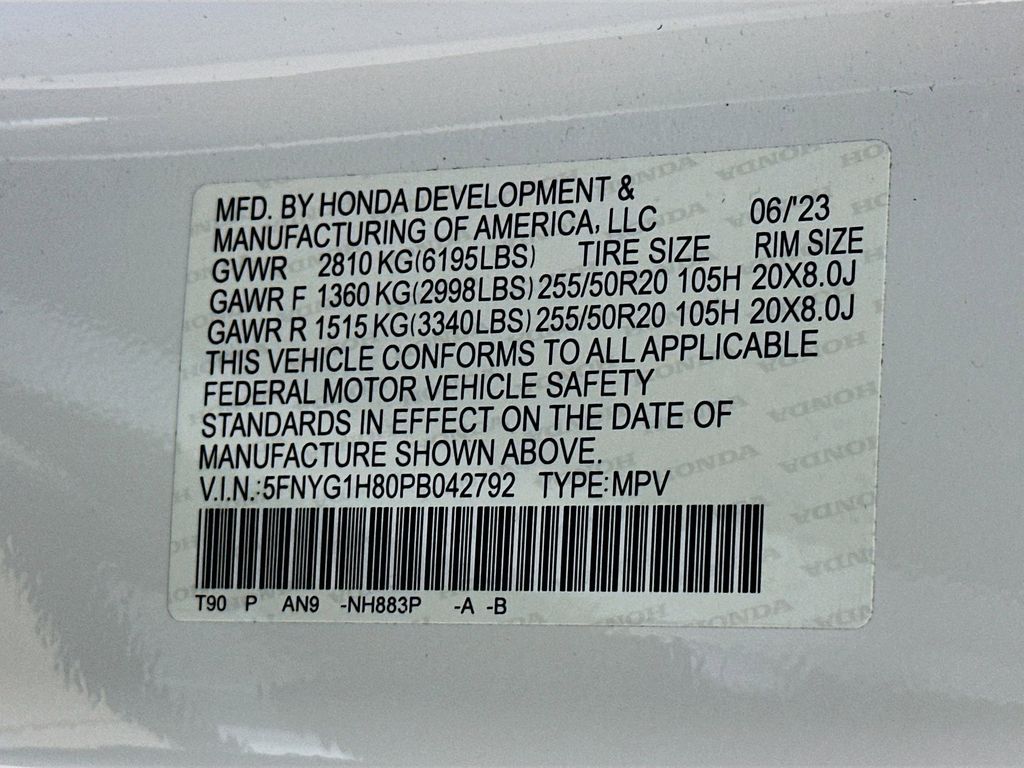 MFD. BY HONDA DEVELOPMENT &
MANUFACTURING OF AMERICA, LLC 06/'23
GVWR 2810 KG(6195LBS) TIRE SIZE RIM SIZE
GAWR F 1360 KG(2998LBS) 255/50R20 105H 20X8.0J
GAWR R 1515 KG(3340LBS) 255/50R20 105H 20X8.0J
THIS VEHICLE CONFORMS TO ALL APPLICABLE
FEDERAL MOTOR VEHICLE SAFETY
STANDARDS IN EFFECT ON THE DATE OF
MANUFACTURE SHOWN ABOVE.
V.I.N.:5FNYG1H80PB042792 TYPE:MPV
T90 P AN9 -NH883P -A -B